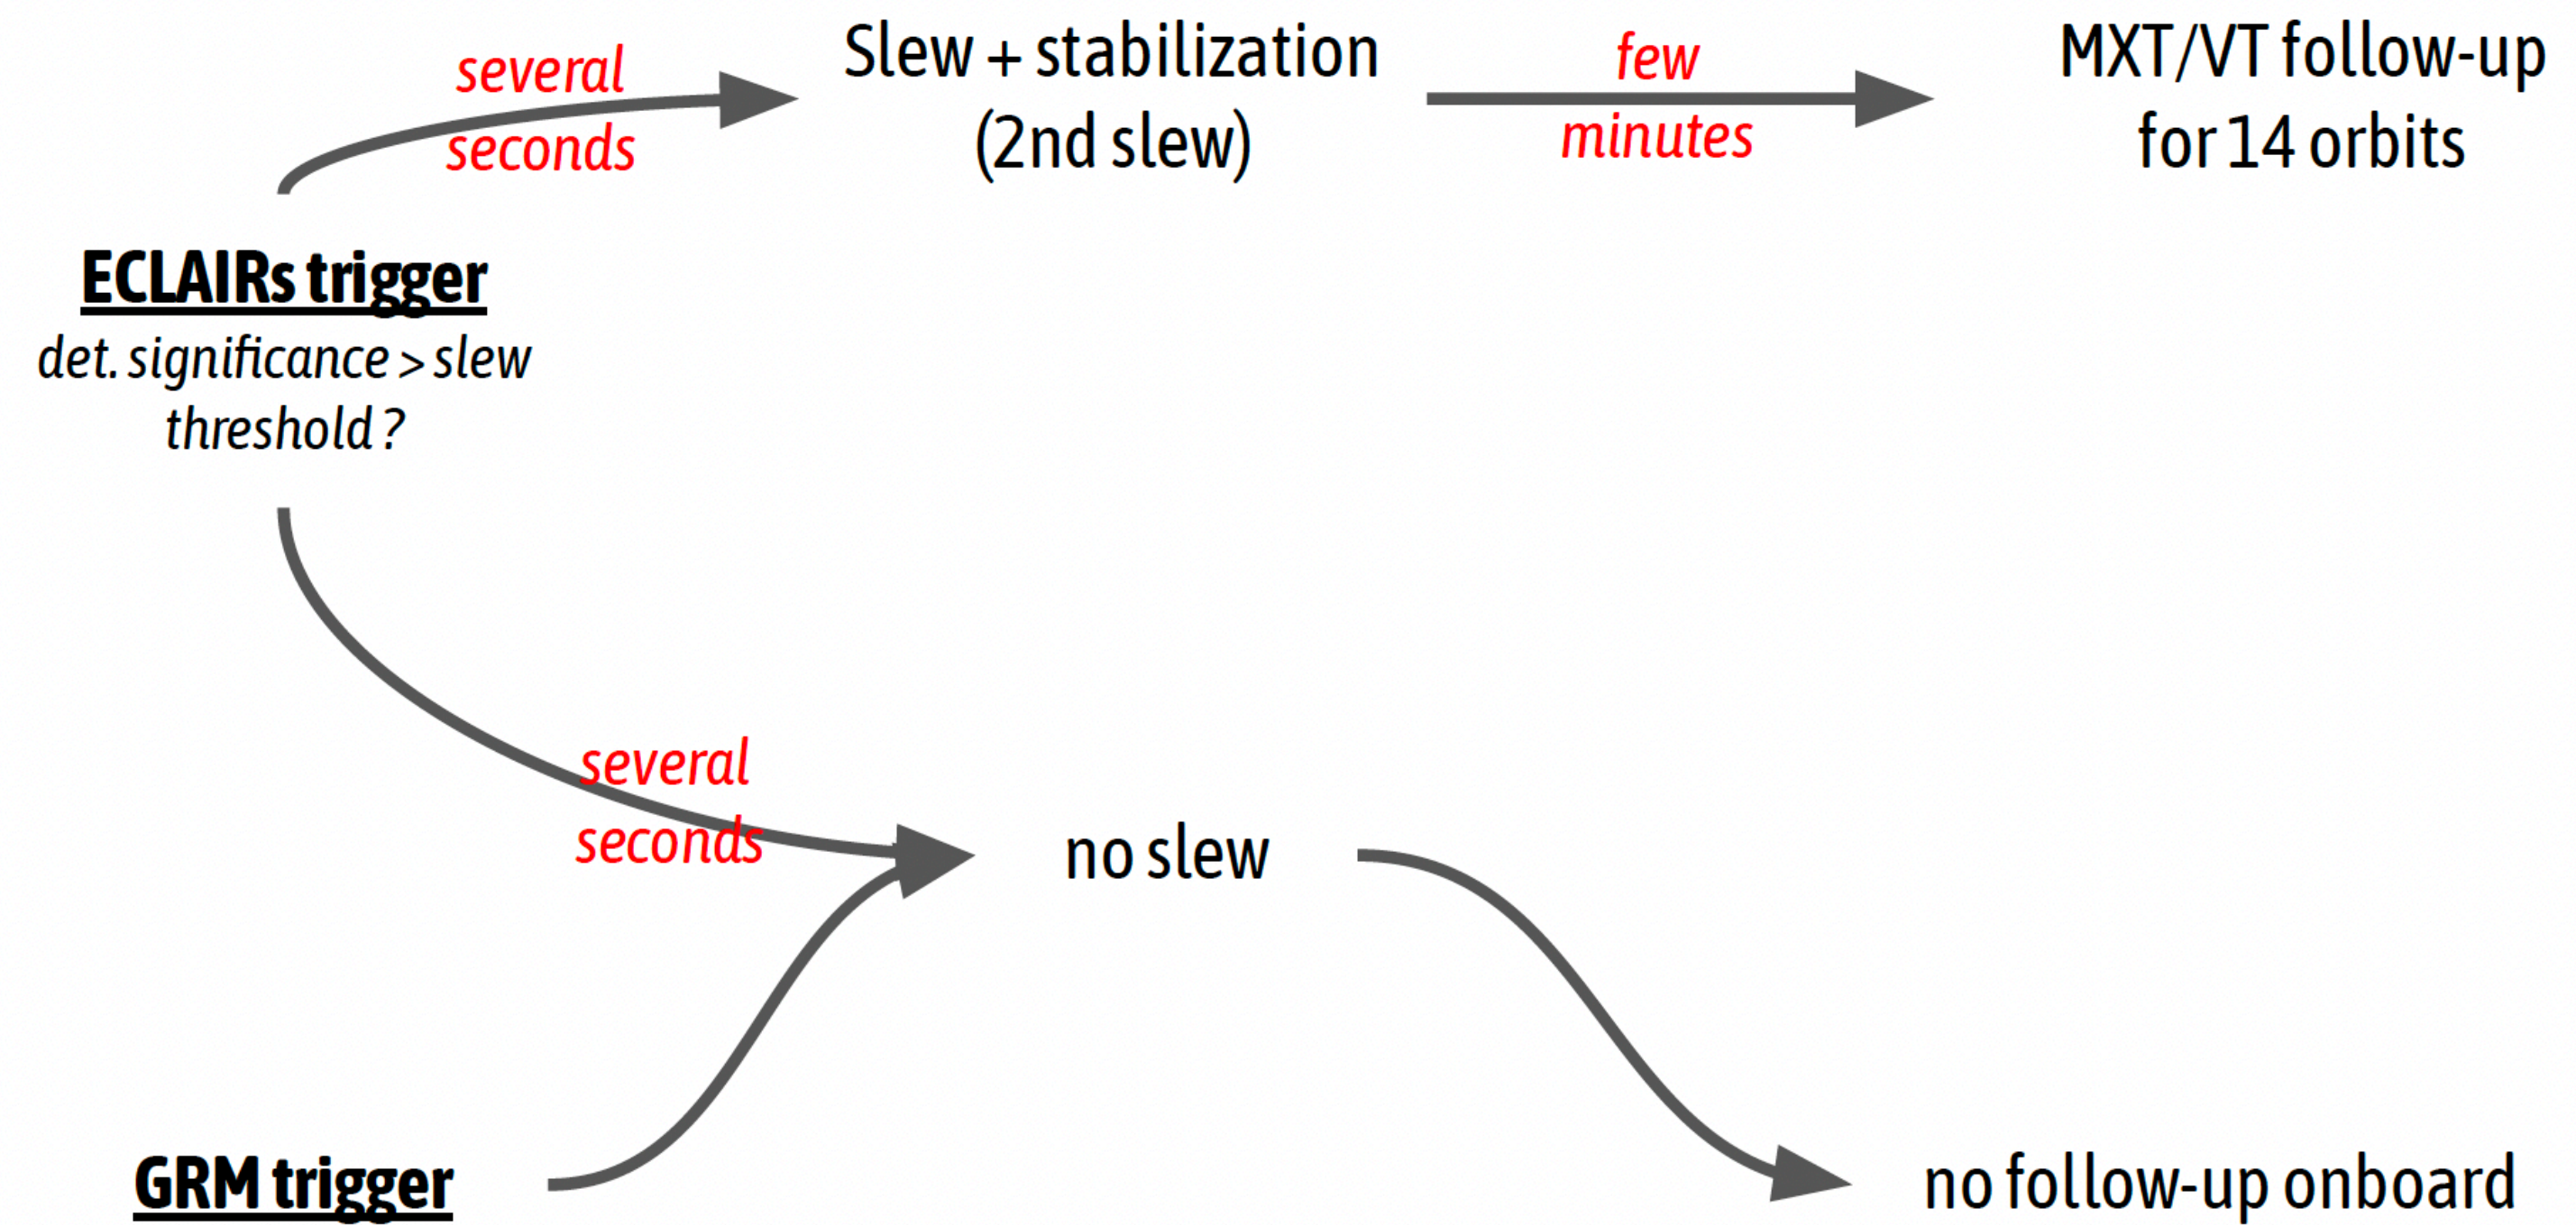 several
seconds
Slew + stabilization
(2nd slew)
few
minutes
MXT/VT follow-up
for 14 orbits
ECLAIRs trigger
det. significance > slew
threshold ?
several
seconds
no slew
GRM trigger
no follow-up onboard